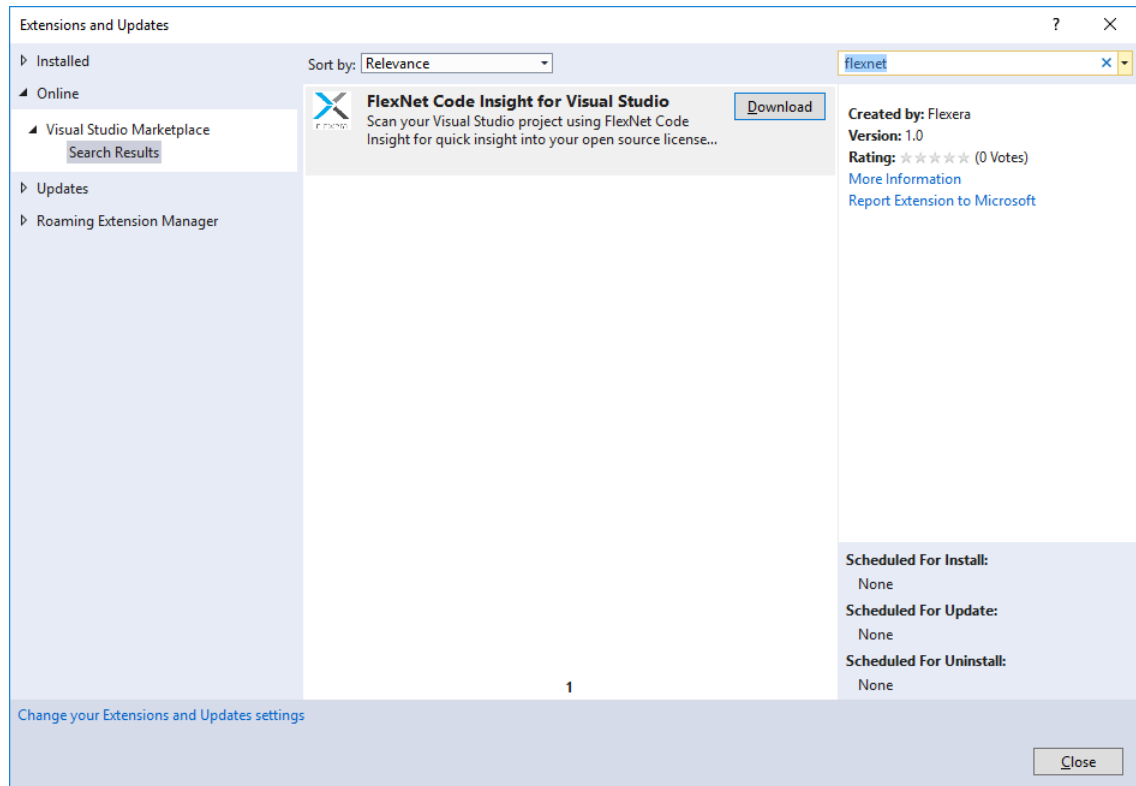 Extensions and Updates
?
Installed
Online
Visual Studio Marketplace
Search Results
Updates
Roaming Extension Manager
Sort by: Relevance
flexnet
FlexNet Code Insight for Visual Studio
Scan your Visual Studio project using FlexNet Code
Insight for quick insight into your open source license...
Download
FLEXERA
Created by: Flexera
Version: 1.0
Rating: (0 Votes)
More Information
Report Extension to Microsoft
Scheduled For Install:
None
Scheduled For Update:
None
Scheduled For Uninstall:
None
1
Change your Extensions and Updates settings
Close